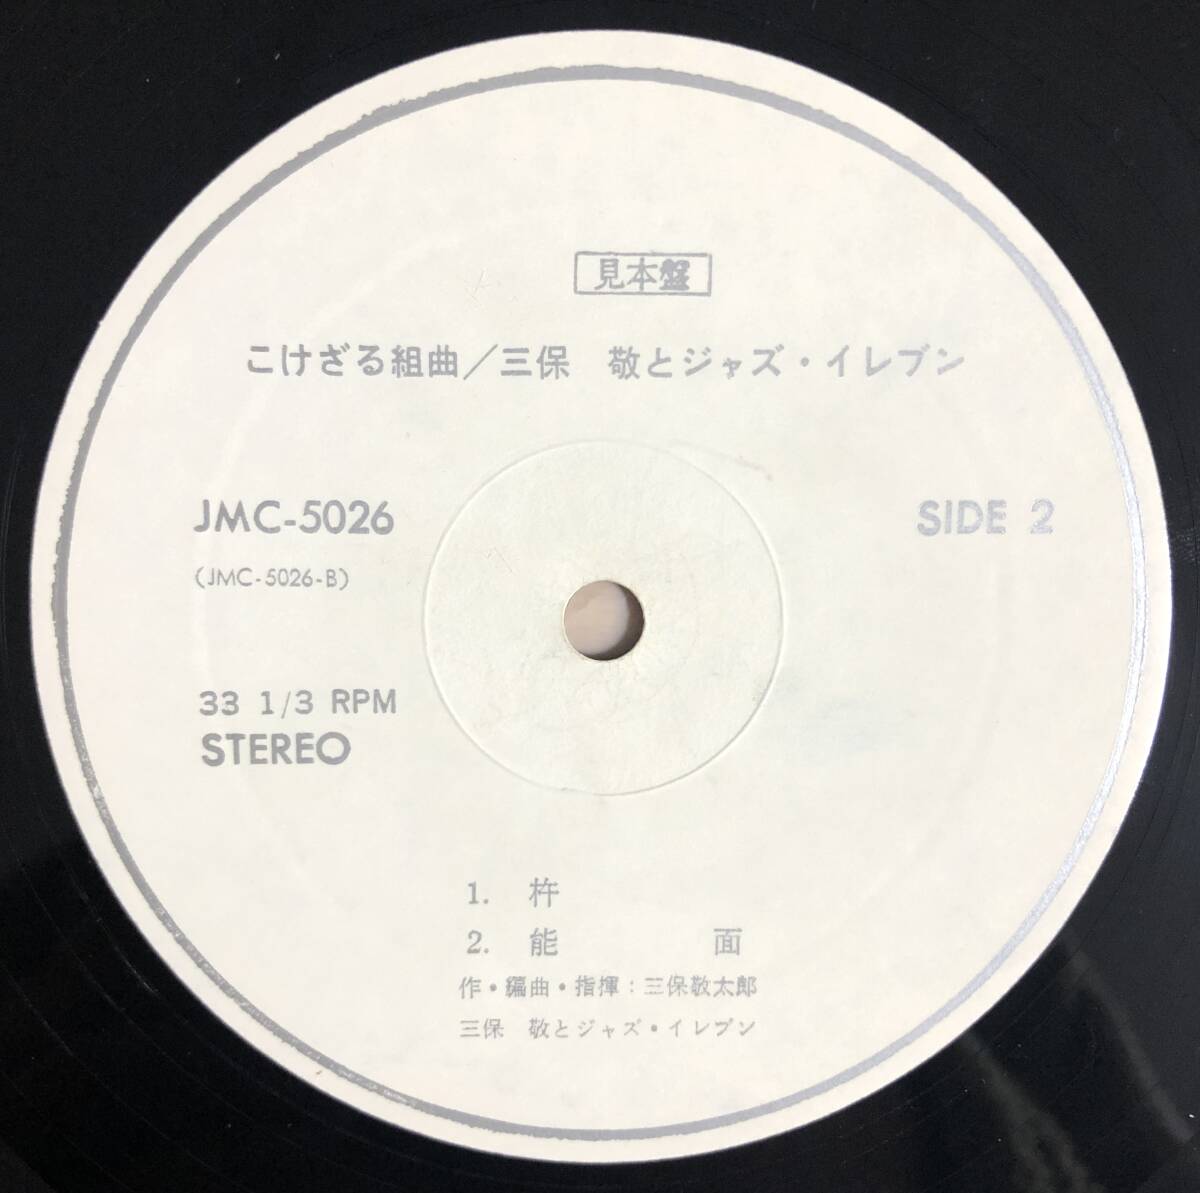 見本盤
こけざる組曲／三保　敬とジャズ・イレブン
JMC-5026
SIDE 2
(JMC-5026-B)
33 1/3 RPM
STEREO
1. 杵
2. 能　面
作・編曲・指揮：三保敬太郎
三保　敬とジャズ・イレブン